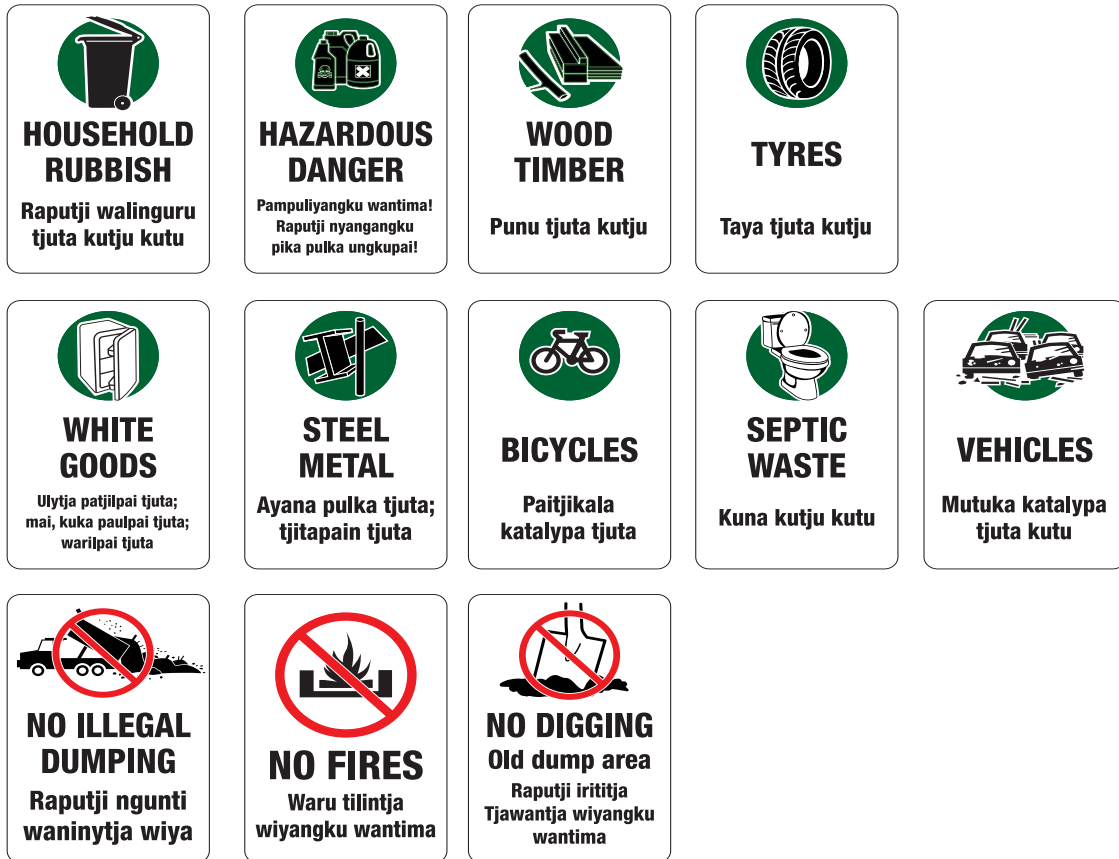 HOUSEHOLD
RUBBISH
Raputji walinguru
tjuta kutju kutu
HAZARDOUS
DANGER
Pampuliyangku wantima!
Raputji nyangangku
pika pulka ungkupai!
WOOD
TIMBER
Punu tjuta kutju
TYRES
Taya tjuta kutju
WHITE
GOODS
Ulytja patjilpai tjuta;
mai, kuka paulpai tjuta;
warilpai tjuta
STEEL
METAL
Ayana pulka tjuta;
tjitapain tjuta
BICYCLES
Paitjikala
katalypa tjuta
SEPTIC
WASTE
Kuna kutju kutu
VEHICLES
Mutuka katalypa
tjuta kutu
NO ILLEGAL
DUMPING
Raputji ngunti
waninytja wiya
NO FIRES
Waru tilintja
wiyangku wantima
NO DIGGING
Old dump area
Raputji irititja
Tjawantja wiyangku
wantima